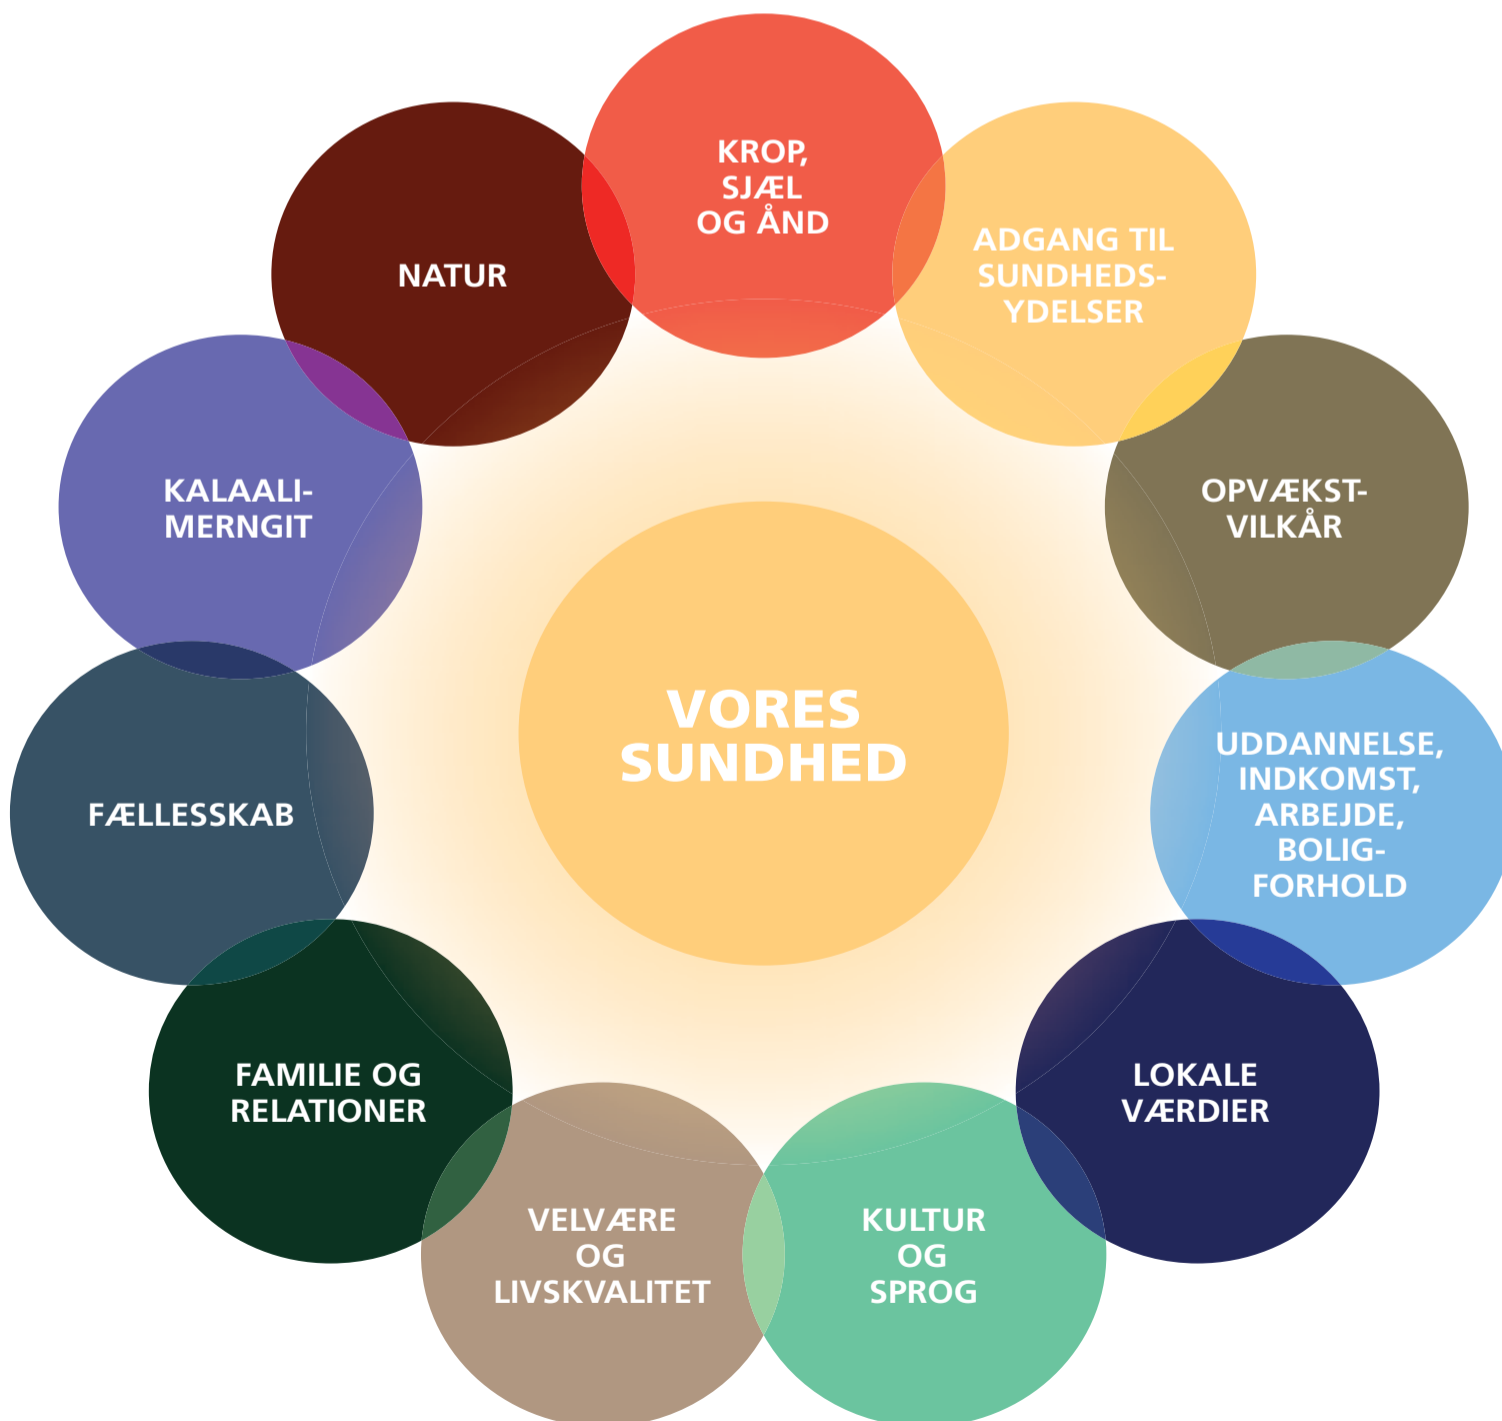 KROP,
SJÆL
OG ÅND
ADGANG TIL
SUNDHEDS-
YDELSER
OPVÆKST-
VILKÅR
UDDANNELSE,
INDKOMST,
ARBEJDE,
BOLIG-
FORHOLD
LOKALE
VÆRDIER
KULTUR
OG
SPROG
VELVÆRE
OG
LIVSKVALITET
FAMILIE OG
RELATIONER
FÆLLESSKAB
KALAALI-
MERNGIT
NATUR
VORES
SUNDHED